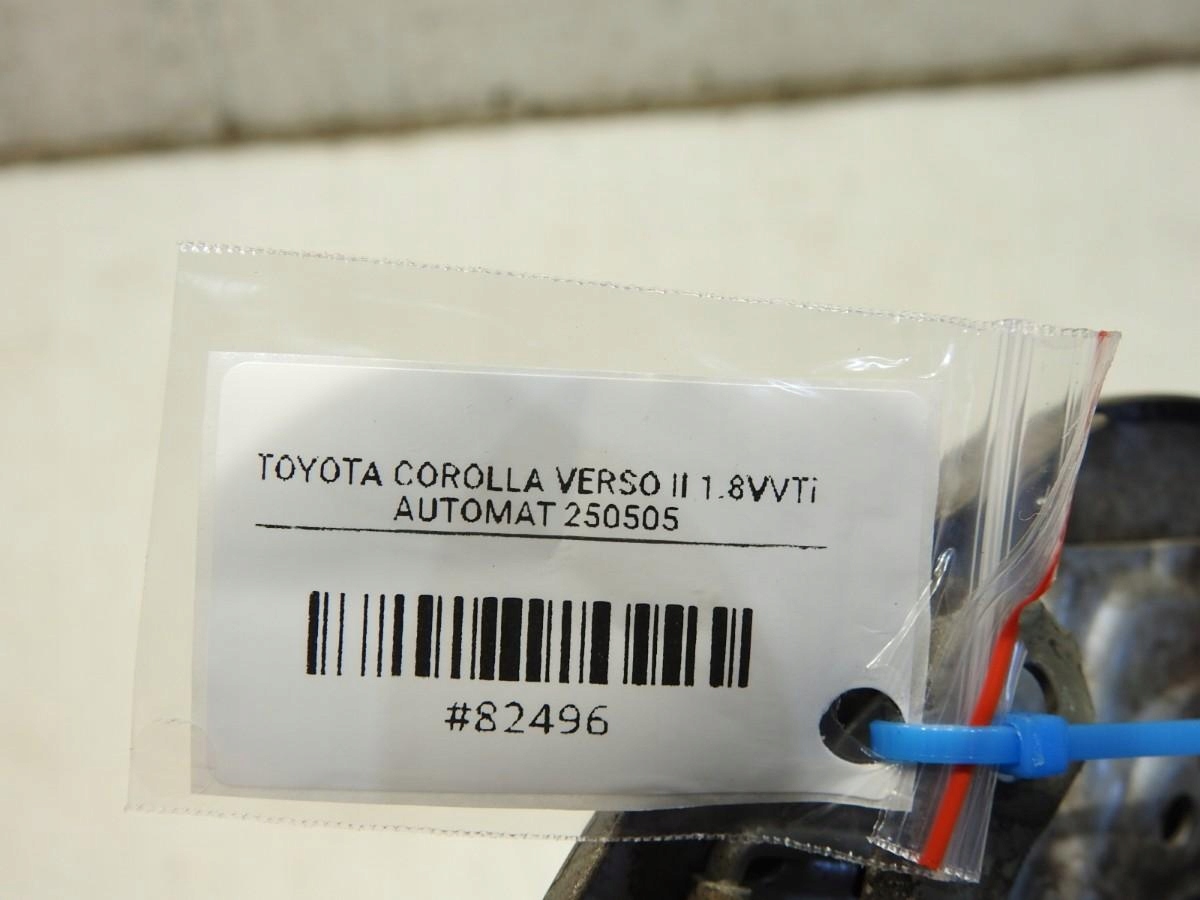 TOYOTA COROLLA VERSO II 1.8VVTi
AUTOMAT 250505
#82496